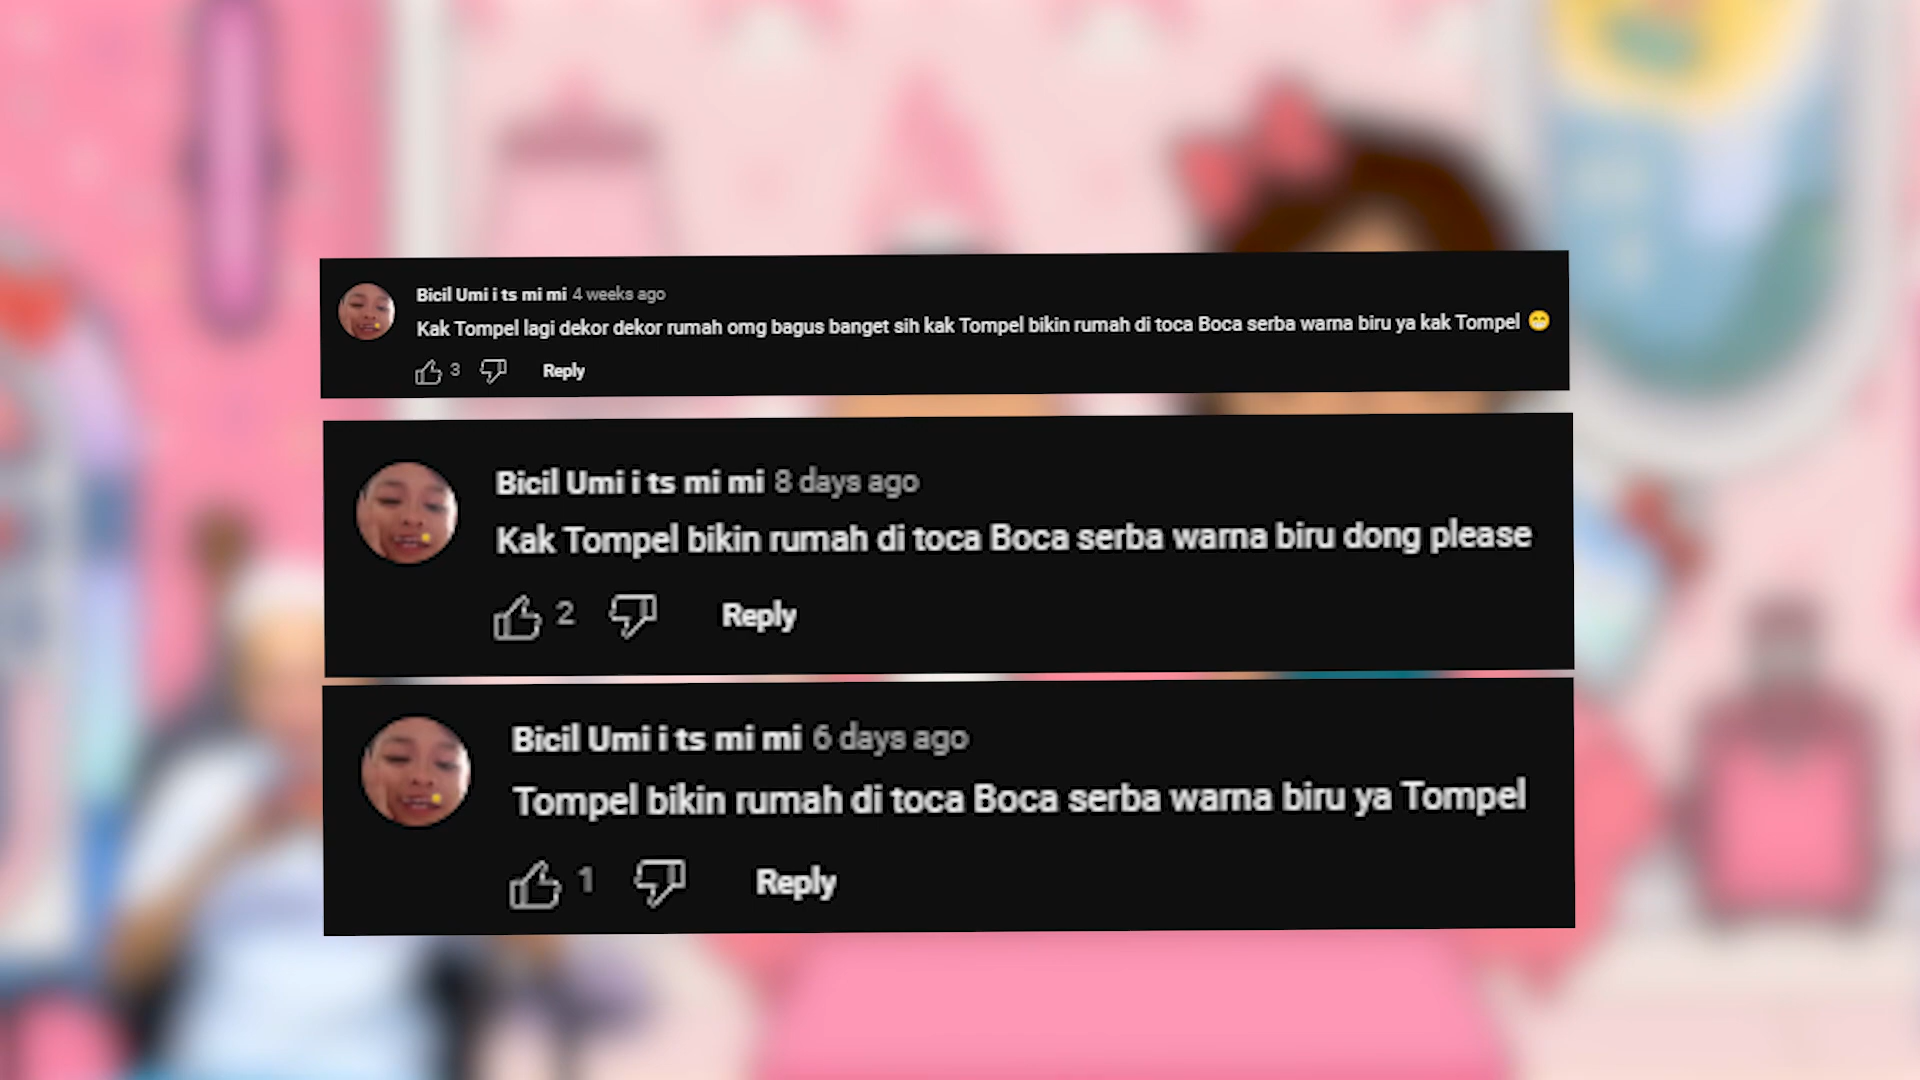 Bicil Umi i ts mi mi 4 weeks ago
Kak Tompel lagi dekor dekor rumah omg bagus banget sih kak Tompel bikin rumah di toca Boca serba warna biru ya kak Tompel 😁
3 Reply
Bicil Umi i ts mi mi 8 days ago
Kak Tompel bikin rumah di toca Boca serba warna biru dong please
2 Reply
Bicil Umi i ts mi mi 6 days ago
Tompel bikin rumah di toca Boca serba warna biru ya Tompel
1 Reply